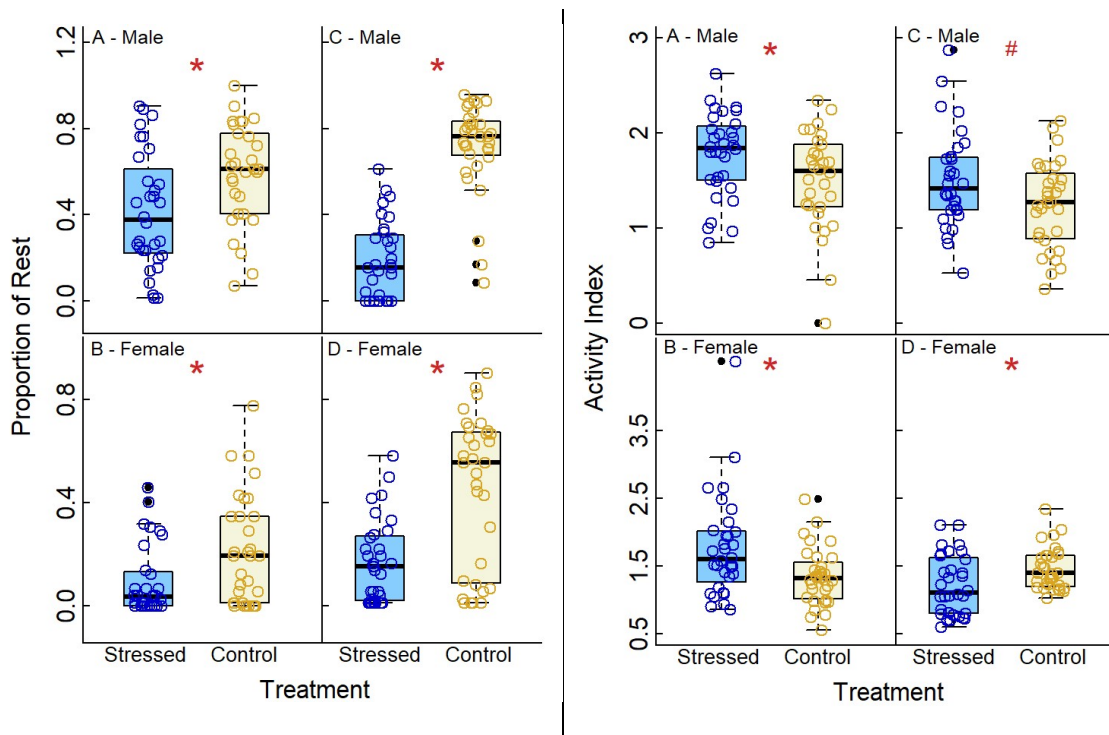 A - Male
C - Male
*
*
1.2
0.8
0.4
0.0
B - Female
D - Female
*
*
0.8
0.4
0.0
Proportion of Rest
Stressed Control Stressed Control
Treatment
A - Male
C - Male
*
#
3
2
1
0
B - Female
D - Female
*
*
3.5
2.5
1.5
0.5
Activity Index
Stressed Control Stressed Control
Treatment